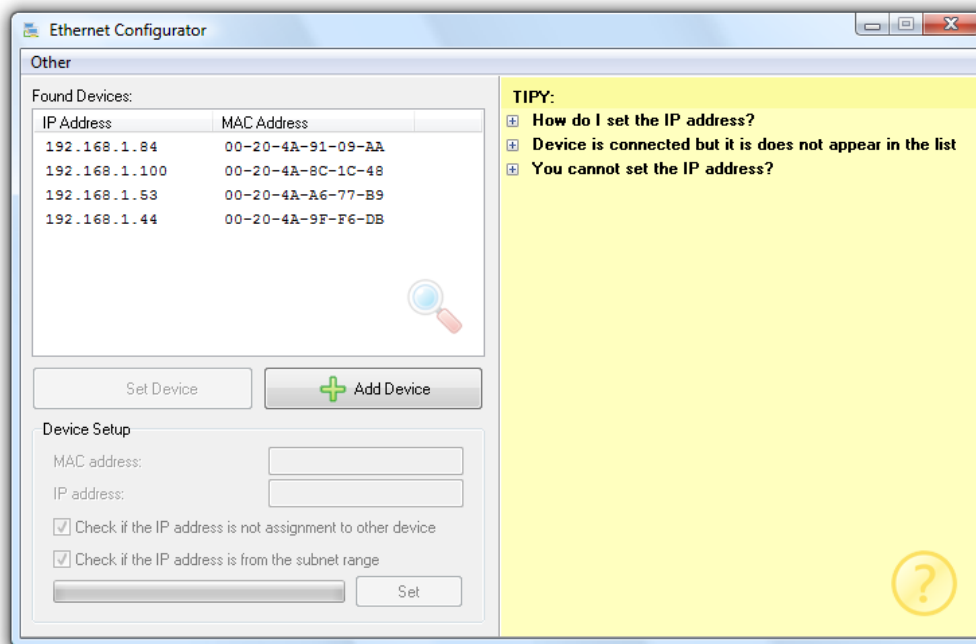 Ethernet Configurator
Other
Found Devices:
IP Address MAC Address
192.168.1.84 00-20-4A-91-09-AA
192.168.1.100 00-20-4A-8C-1C-48
192.168.1.53 00-20-4A-A6-77-B9
192.168.1.44 00-20-4A-9F-F6-DB
Set Device Add Device
Device Setup
MAC address:
IP address:
Check if the IP address is not assignment to other device
Check if the IP address is from the subnet range
Set
TIPY:
How do I set the IP address?
Device is connected but it is does not appear in the list
You cannot set the IP address?